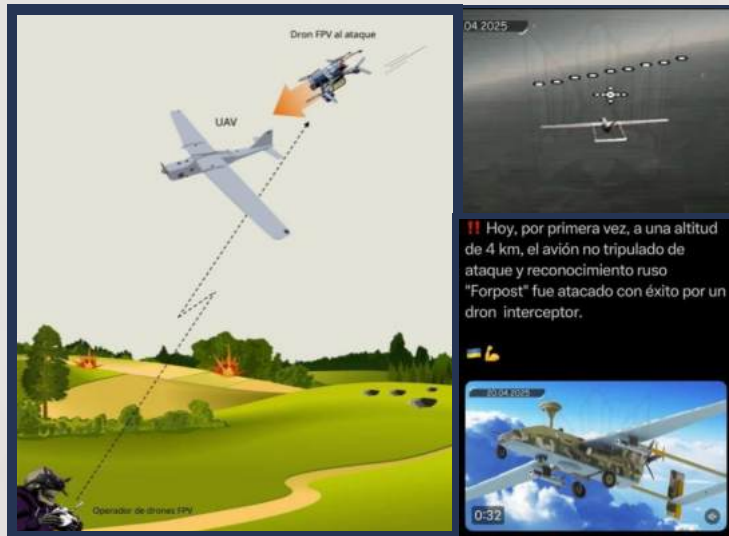 Dron FPV al ataque
UAV
Operador de drones FPV
04 2025
!! Hoy, por primera vez, a una altitud
de 4 km, el avión no tripulado de
ataque y reconocimiento ruso
"Forpost" fue atacado con éxito por un
dron interceptor.
20.04.2025
0:32